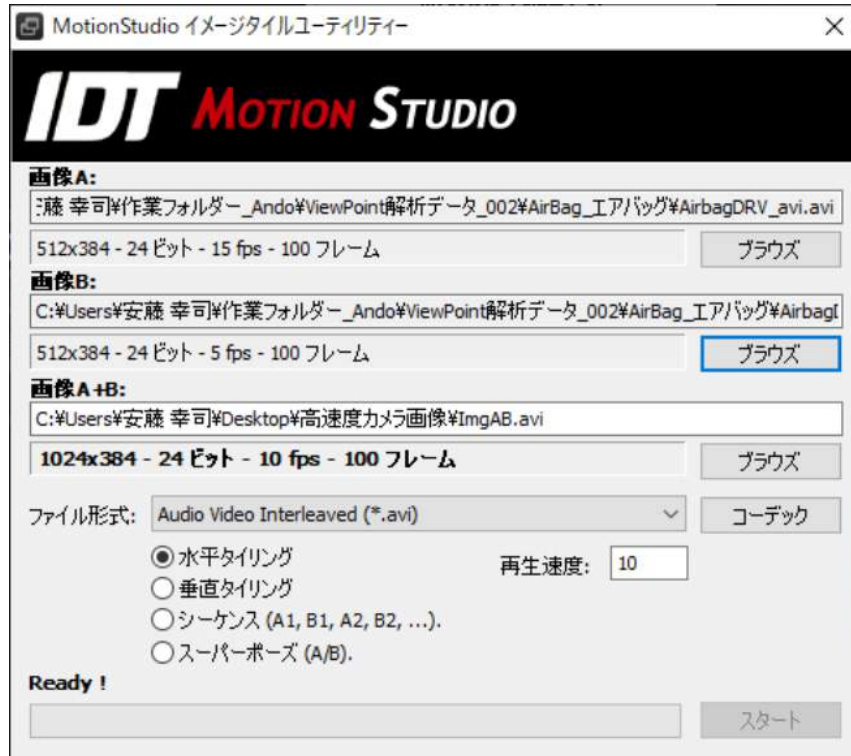 MotionStudio イメージタイルユーティリティー
IDT MOTION STUDIO
画像A:
藤 幸司¥作業フォルダー_Ando¥ViewPoint解析データ_002¥AirBag_エアバッグ¥AirbagDRV_avi.avi
512x384 - 24 ビット - 15 fps - 100 フレーム
ブラウズ
画像B:
C:¥Users¥安藤 幸司¥作業フォルダー_Ando¥ViewPoint解析データ_002¥AirBag_エアバッグ¥Airbag
512x384 - 24 ビット - 5 fps - 100 フレーム
ブラウズ
画像A+B:
C:¥Users¥安藤 幸司¥Desktop¥高速度カメラ画像¥ImgAB.avi
1024x384 - 24 ビット - 10 fps - 100 フレーム
ブラウズ
ファイル形式: Audio Video Interleaved (*.avi)
コーデック
水平タイリング
再生速度: 10
垂直タイリング
シーケンス (A1, B1, A2, B2, ...).
スーパーポーズ (A/B).
Ready !
スタート